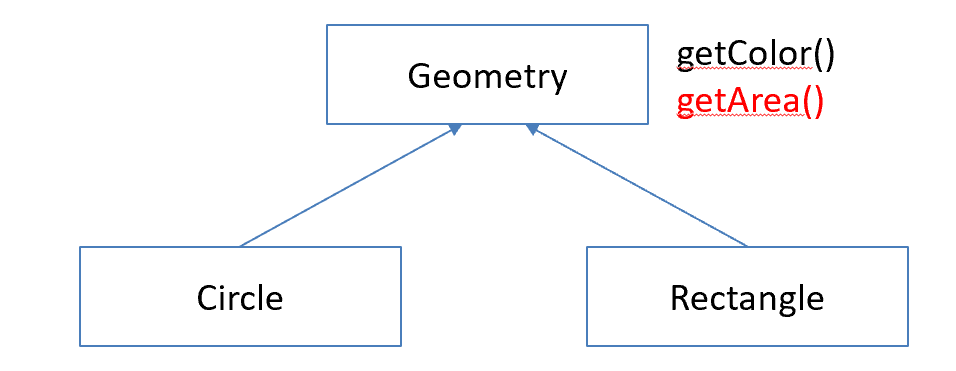 Geometry
getColor()
getArea()
Circle
Rectangle